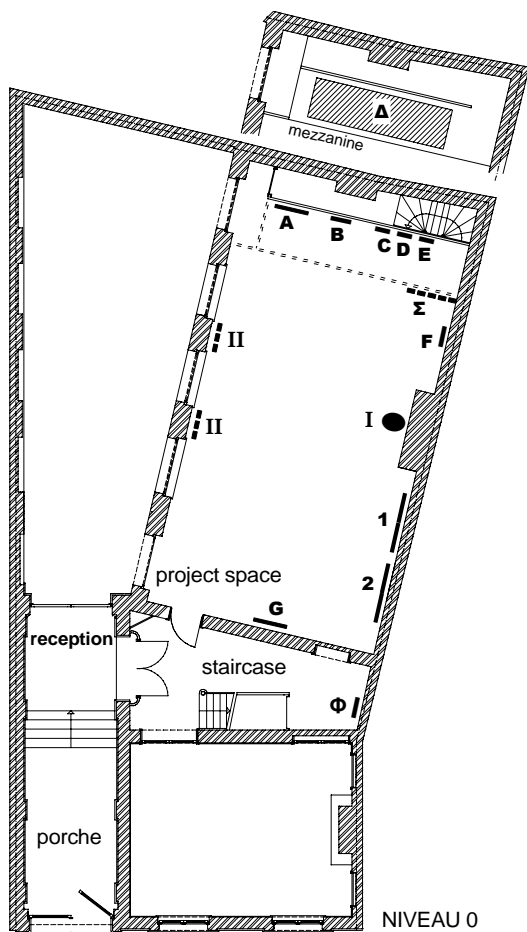 Δ
mezzanine
A
B
C
D
E
Σ
F
II
I
II
1
2
project space
G
reception
staircase
Φ
porche
NIVEAU 0